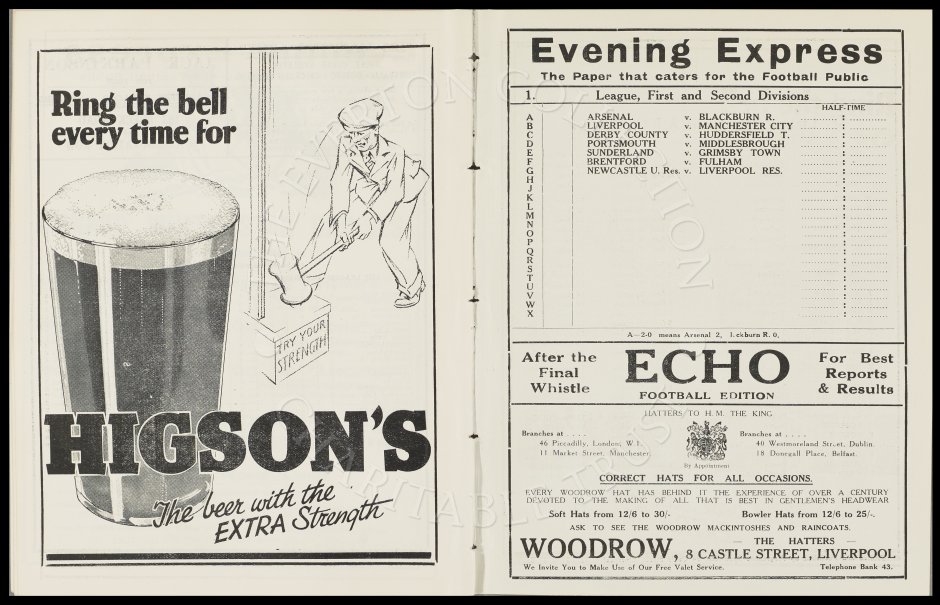 Ring the bell
every time for
TRY YOUR
STRENGTH
HIGSON'S
The beer with the
EXTRA Strength
Evening Express
The Paper that caters for the Football Public
1. League, First and Second Divisions
HALF-TIME
A ARSENAL v. BLACKBURN R.
B LIVERPOOL v. MANCHESTER CITY
C DERBY COUNTY v. HUDDERSFIELD T.
D PORTSMOUTH v. MIDDLESBROUGH
E SUNDERLAND v. GRIMSBY TOWN
F BRENTFORD v. FULHAM
G NEWCASTLE U. Res. v. LIVERPOOL RES.
H
J
K
L
M
N
O
P
Q
R
S
T
U
V
W
X
A—2-0 means Arsenal 2, R. 0.
After the
Final
Whistle
ECHO
FOOTBALL EDITION
For Best
Reports
& Results
HATTERS TO H.M. THE KING
Branches at . . . .
46 Piccadilly, London, W 1.
11 Market Street, Manchester.
By Appointment
Branches at . . . .
40 Westmoreland Street, Dublin.
18 Donegall Place, Belfast.
CORRECT HATS FOR ALL OCCASIONS.
EVERY WOODROW HAT HAS BEHIND IT THE EXPERIENCE OF OVER A CENTURY
DEVOTED TO THE MAKING OF ALL THAT IS BEST IN GENTLEMEN'S HEADWEAR
Soft Hats from 12/6 to 30/- Bowler Hats from 12/6 to 25/-.
ASK TO SEE THE WOODROW MACKINTOSHES AND RAINCOATS.
WOODROW, — THE HATTERS —
8 CASTLE STREET, LIVERPOOL
We Invite You to Make Use of Our Free Valet Service. Telephone Bank 43.